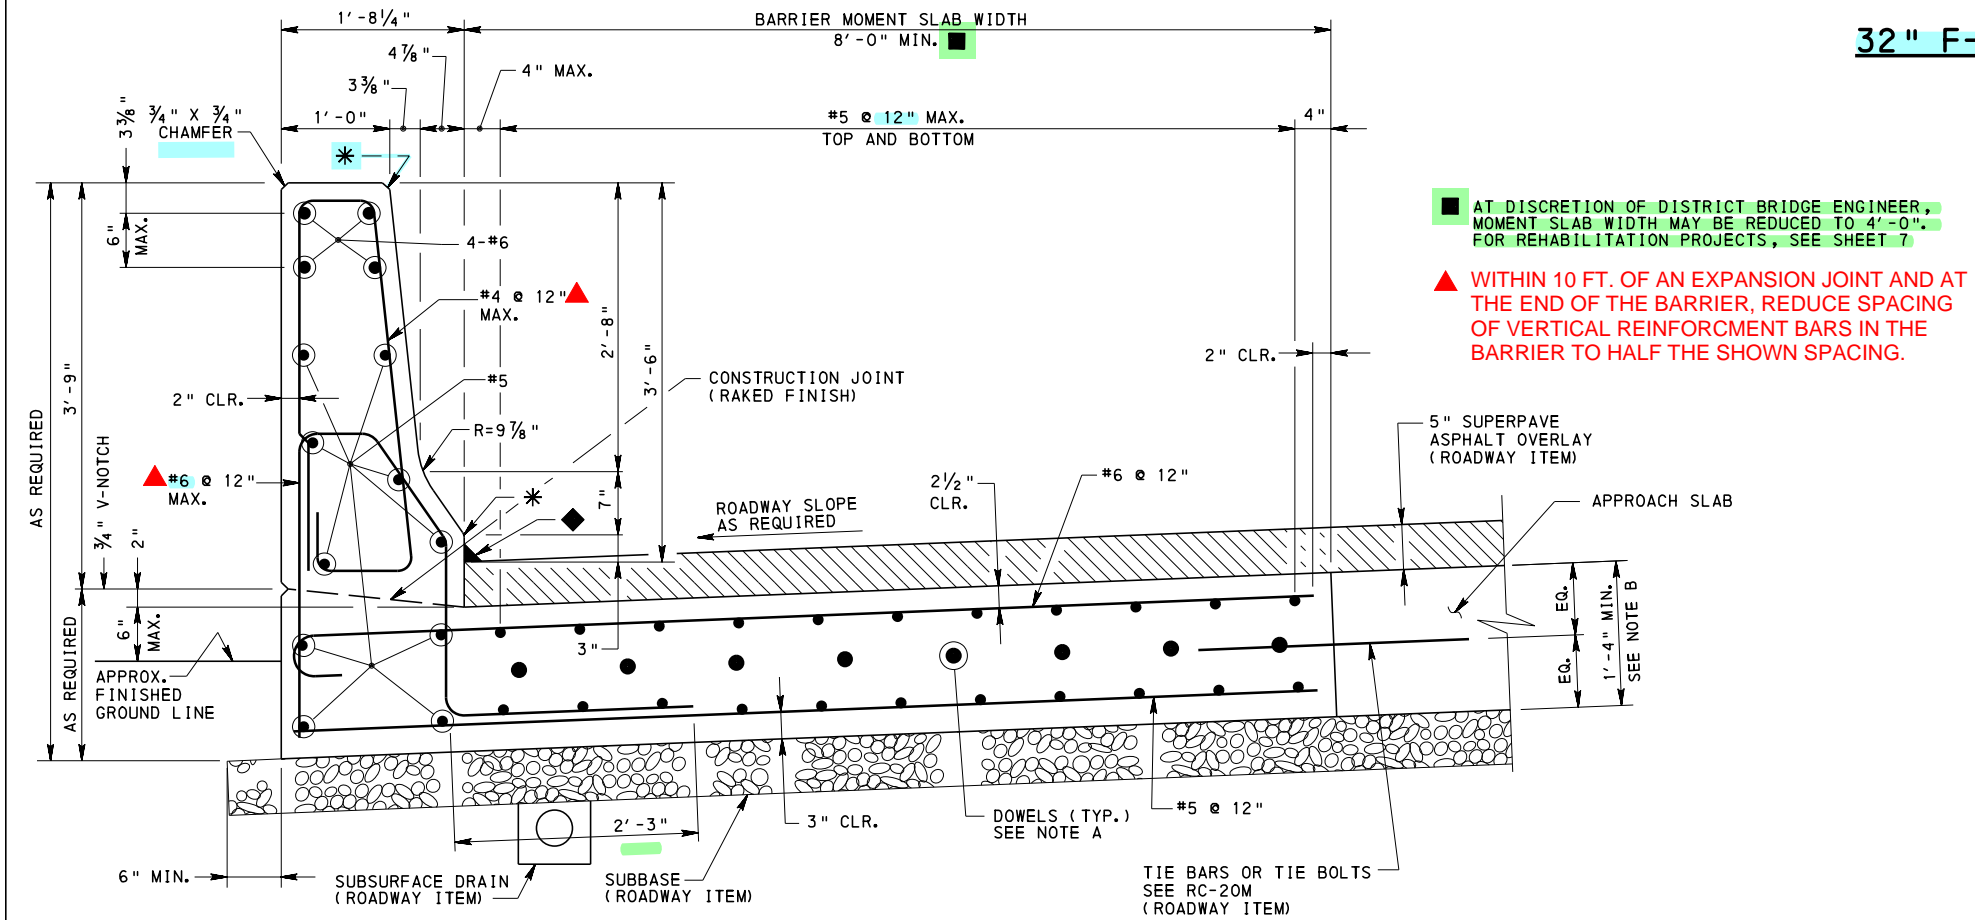 1'-8¼"
BARRIER MOMENT SLAB WIDTH
8'-0" MIN. ■
32" F-
4⅞"
3⅜"
4" MAX.
3⅜"
¾" X ¾"
CHAMFER
1'-0"
#5 @ 12" MAX.
TOP AND BOTTOM
4"
*
6"
MAX.
4-#6
■ AT DISCRETION OF DISTRICT BRIDGE ENGINEER,
MOMENT SLAB WIDTH MAY BE REDUCED TO 4'-0".
FOR REHABILITATION PROJECTS, SEE SHEET 7
▲ WITHIN 10 FT. OF AN EXPANSION JOINT AND AT
THE END OF THE BARRIER, REDUCE SPACING
OF VERTICAL REINFORCMENT BARS IN THE
BARRIER TO HALF THE SHOWN SPACING.
#4 @ 12" ▲
MAX.
2'-8"
3'-6"
3'-9"
AS REQUIRED
2" CLR.
#5
CONSTRUCTION JOINT
(RAKED FINISH)
2" CLR.
R=9⅞"
5" SUPERPAVE
ASPHALT OVERLAY
(ROADWAY ITEM)
¾" V-NOTCH
▲ #6 @ 12"
MAX.
*
◆
7"
ROADWAY SLOPE
AS REQUIRED
2½"
CLR.
#6 @ 12"
APPROACH SLAB
2"
6"
MAX.
AS REQUIRED
3"
EQ.
EQ.
1'-4" MIN.
SEE NOTE B
APPROX.
FINISHED
GROUND LINE
2'-3"
3" CLR.
DOWELS (TYP.)
SEE NOTE A
#5 @ 12"
6" MIN.
SUBSURFACE DRAIN
(ROADWAY ITEM)
SUBBASE
(ROADWAY ITEM)
TIE BARS OR TIE BOLTS
SEE RC-20M
(ROADWAY ITEM)